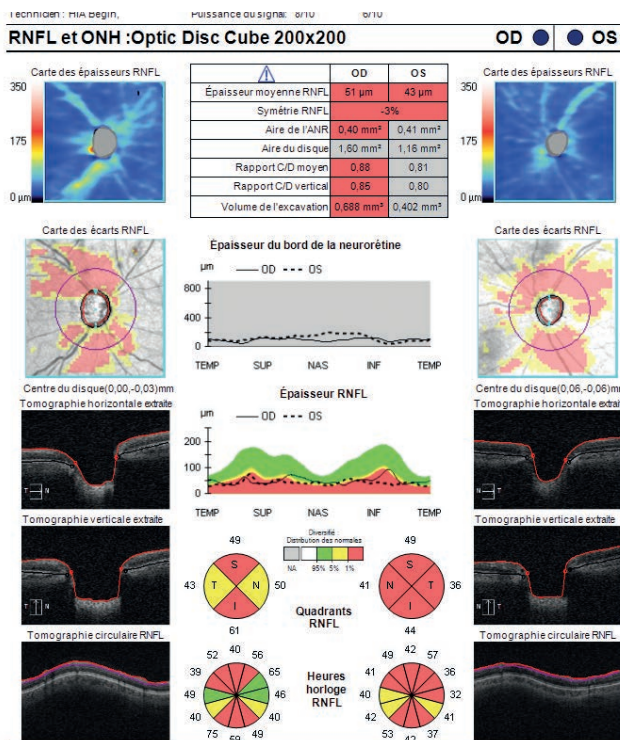 Technicien : HIA Begin, Puissance du signal: 8/10 6/10
RNFL et ONH :Optic Disc Cube 200x200 OD OS
Carte des épaisseurs RNFL
350
175
0 µm
OD OS
Épaisseur moyenne RNFL 51 µm 43 µm
Symétrie RNFL -3%
Aire de l'ANR 0,40 mm² 0,41 mm²
Aire du disque 1,60 mm² 1,16 mm²
Rapport C/D moyen 0,88 0,81
Rapport C/D vertical 0,85 0,80
Volume de l'excavation 0,688 mm³ 0,402 mm³
Carte des épaisseurs RNFL
350
175
0 µm
Carte des écarts RNFL
Centre du disque(0,00,-0,03)mm
Tomographie horizontale extraite
T N
Tomographie verticale extraite
T N
Tomographie circulaire RNFL
Épaisseur du bord de la neurorétine
µm OD OS
800
400
0
TEMP SUP NAS INF TEMP
Épaisseur RNFL
µm OD OS
200
100
0
TEMP SUP NAS INF TEMP
Diversité :
Distribution des normales
NA 95% 5% 1%
49
S
43 T N 50
I
61
Quadrants
RNFL
49
S
41 N T 36
I
44
40
52 56
39 65
49 46
40 40
75 49
59
Heures
horloge
RNFL
42
49 57
41 36
40 32
42 41
53 37
42
Carte des écarts RNFL
Centre du disque(0,06,-0,06)mm
Tomographie horizontale extrait
N T
Tomographie verticale extraite
N T
Tomographie circulaire RNFL